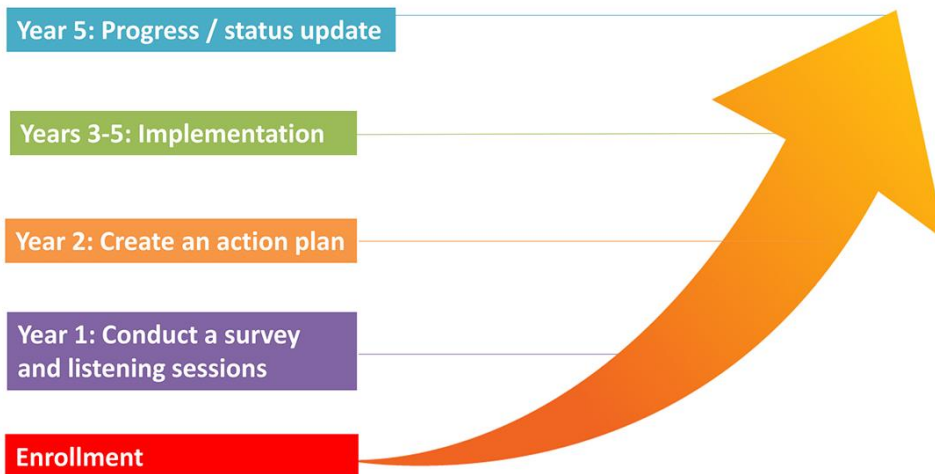 Year 5: Progress / status update
Years 3-5: Implementation
Year 2: Create an action plan
Year 1: Conduct a survey
and listening sessions
Enrollment